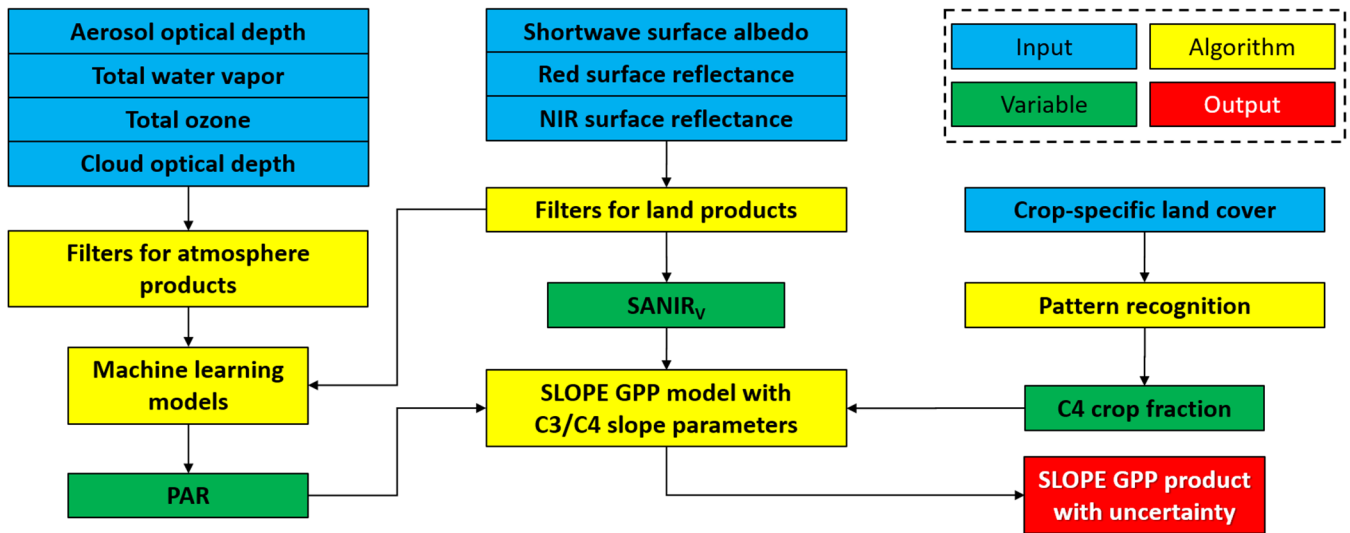 Aerosol optical depth
Total water vapor
Total ozone
Cloud optical depth
Filters for atmosphere
products
Machine learning
models
PAR
Shortwave surface albedo
Red surface reflectance
NIR surface reflectance
Filters for land products
SANIRV
SLOPE GPP model with
C3/C4 slope parameters
Input
Algorithm
Variable
Output
Crop-specific land cover
Pattern recognition
C4 crop fraction
SLOPE GPP product
with uncertainty